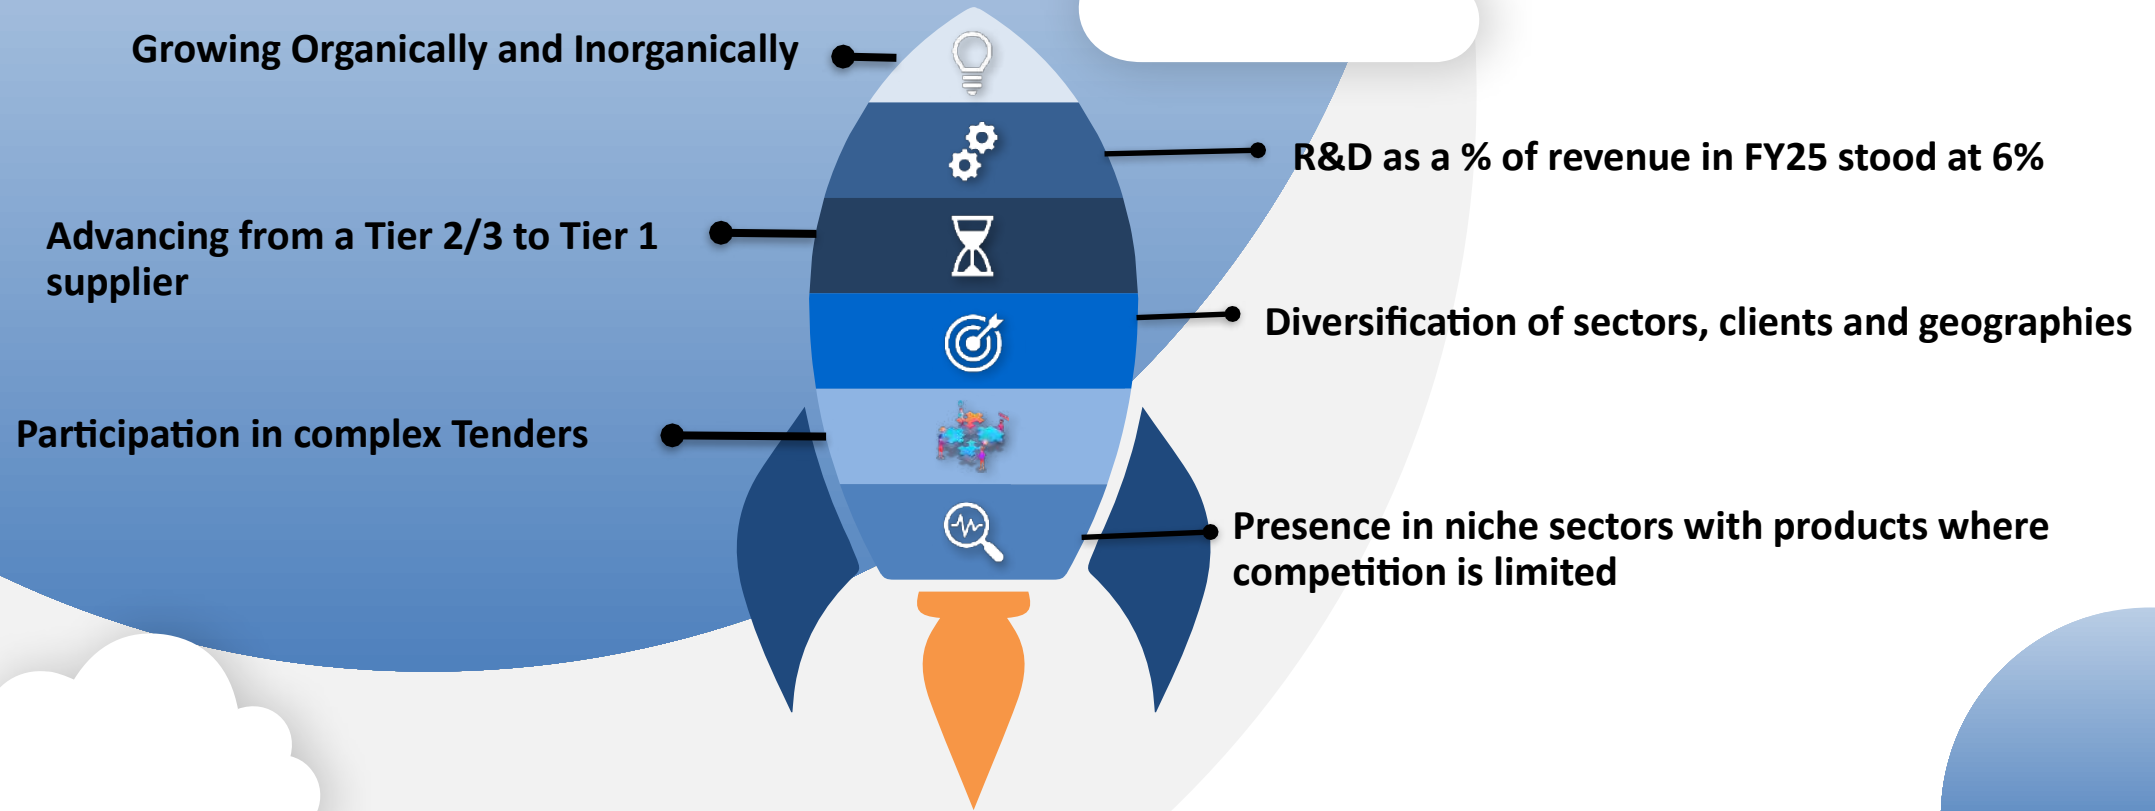 Growing Organically and Inorganically
R&D as a % of revenue in FY25 stood at 6%
Advancing from a Tier 2/3 to Tier 1
supplier
Diversification of sectors, clients and geographies
Participation in complex Tenders
Presence in niche sectors with products where
competition is limited